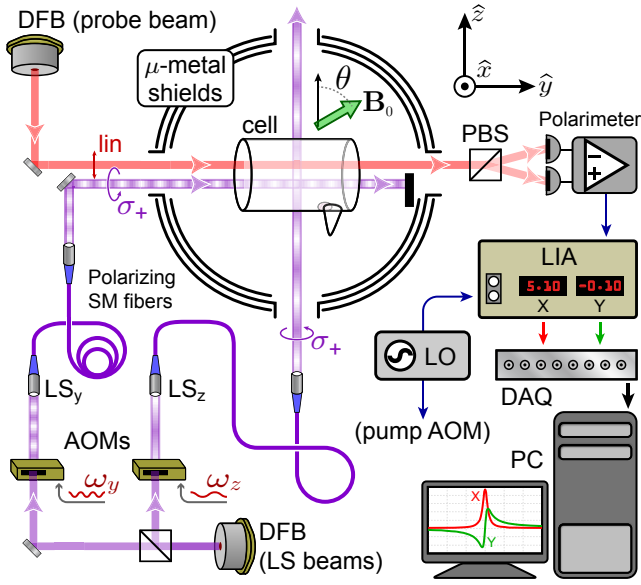 DFB (probe beam)
μ-metal
shields
θ
B₀
ẑ
x̂
ŷ
cell
lin
σ₊
PBS
Polarimeter
−
+
LIA
5.10
-0.10
X
Y
Polarizing
SM fibers
σ₊
LO
DAQ
LSy
LSz
(pump AOM)
AOMs
PC
ωy
ωz
X
Y
DFB
(LS beams)